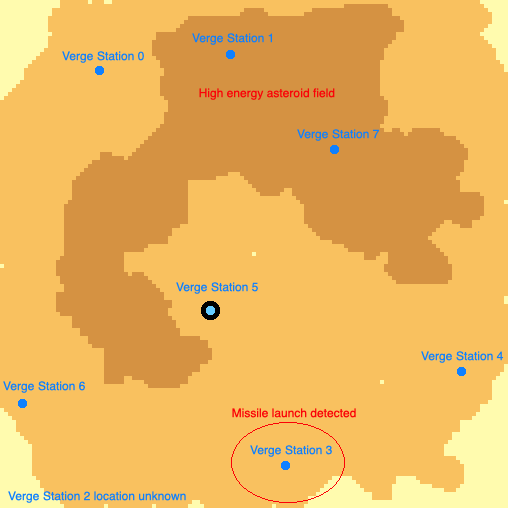 Verge Station 1
Verge Station 0
High energy asteroid field
Verge Station 7
Verge Station 5
Verge Station 4
Verge Station 6
Missile launch detected
Verge Station 3
Verge Station 2 location unknown